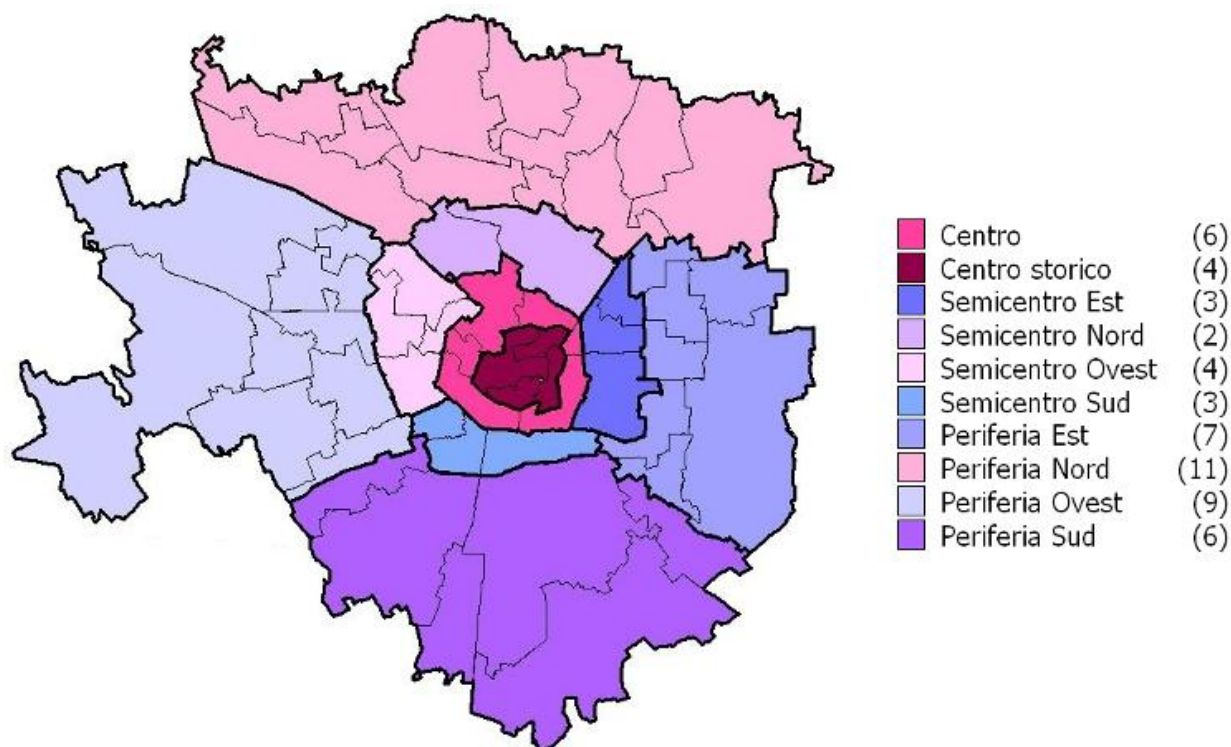 Centro (6)
Centro storico (4)
Semicentro Est (3)
Semicentro Nord (2)
Semicentro Ovest (4)
Semicentro Sud (3)
Periferia Est (7)
Periferia Nord (11)
Periferia Ovest (9)
Periferia Sud (6)